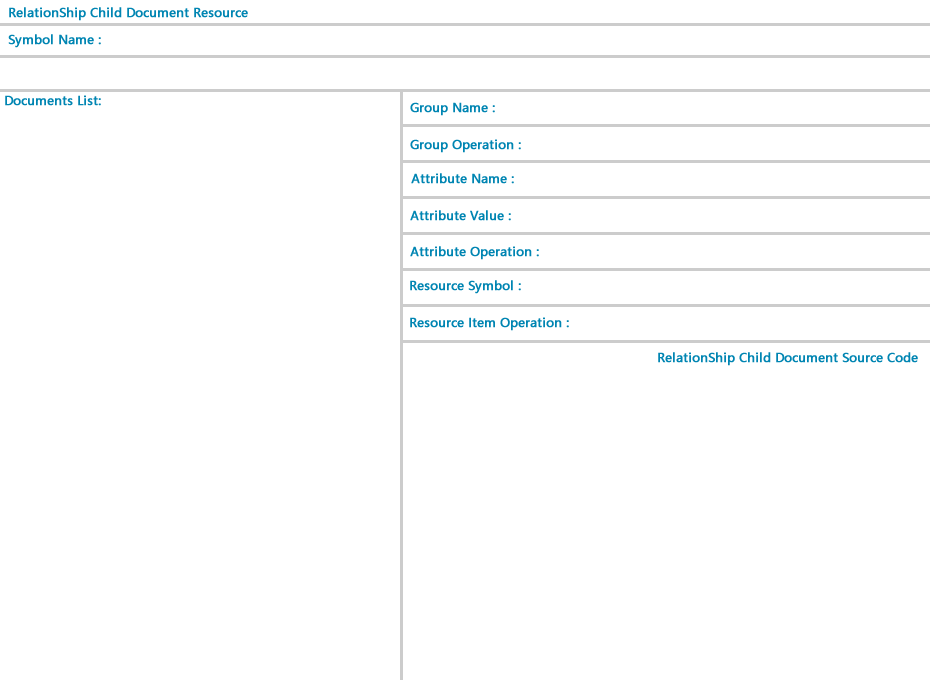 RelationShip Child Document Resource
Symbol Name :
Documents List:
Group Name :
Group Operation :
Attribute Name :
Attribute Value :
Attribute Operation :
Resource Symbol :
Resource Item Operation :
RelationShip Child Document Source Code